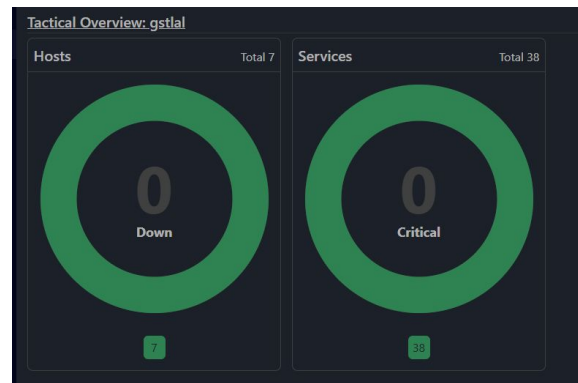 Tactical Overview: gstlal
Hosts Total 7
0
Down
7
Services Total 38
0
Critical
38